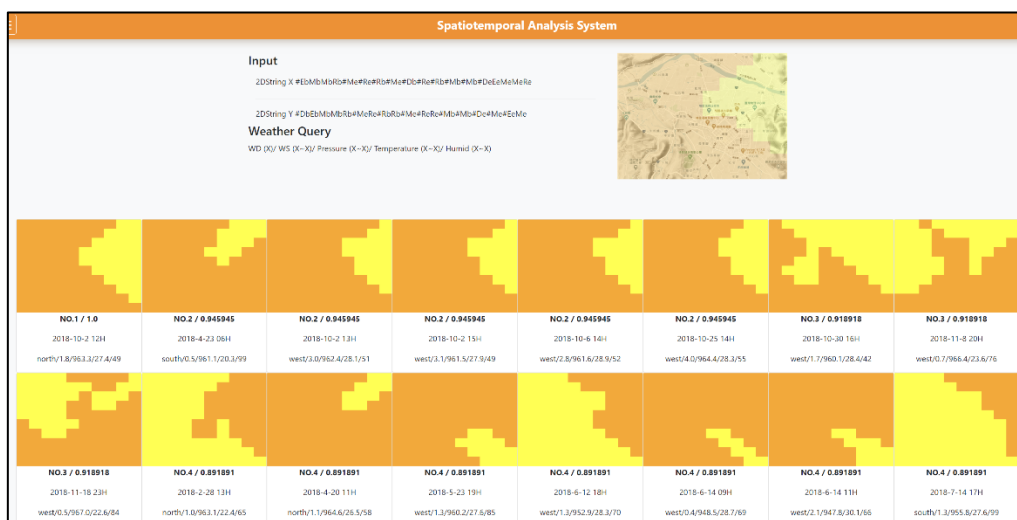 Spatiotemporal Analysis System
Input
2DString X #EbMbMbRb#Me#Re#Rb#Me#Db#Re#Rb#Mb#Mb#DeEeMeMeRe
2DString Y #DbEbMbMbRb#MeRe#RbRb#Me#ReRe#Mb#Mb#De#Me#EeMe
Weather Query
WD (X)/ WS (X~X)/ Pressure (X~X)/ Temperature (X~X)/ Humid (X~X)
NO.1 / 1.0
2018-10-2 12H
north/1.8/963.3/27.4/49
NO.2 / 0.945945
2018-4-23 06H
south/0.5/961.1/20.3/99
NO.2 / 0.945945
2018-10-2 13H
west/3.0/962.4/28.1/51
NO.2 / 0.945945
2018-10-2 15H
west/3.1/961.5/27.9/49
NO.2 / 0.945945
2018-10-6 14H
west/2.8/961.6/28.9/52
NO.2 / 0.945945
2018-10-25 14H
west/4.0/964.4/28.3/55
NO.3 / 0.918918
2018-10-30 16H
west/1.7/960.1/28.4/42
NO.3 / 0.918918
2018-11-8 20H
west/0.7/966.4/23.6/76
NO.3 / 0.918918
2018-11-18 23H
west/0.5/967.0/22.6/84
NO.4 / 0.891891
2018-2-28 13H
north/1.0/963.1/22.4/65
NO.4 / 0.891891
2018-4-20 11H
north/1.1/964.6/26.5/58
NO.4 / 0.891891
2018-5-23 19H
west/1.3/960.2/27.6/85
NO.4 / 0.891891
2018-6-12 18H
west/1.3/952.9/28.3/70
NO.4 / 0.891891
2018-6-14 09H
west/0.4/948.5/28.7/69
NO.4 / 0.891891
2018-6-14 11H
west/2.1/947.8/30.1/66
NO.4 / 0.891891
2018-7-14 17H
south/1.3/955.8/27.6/99